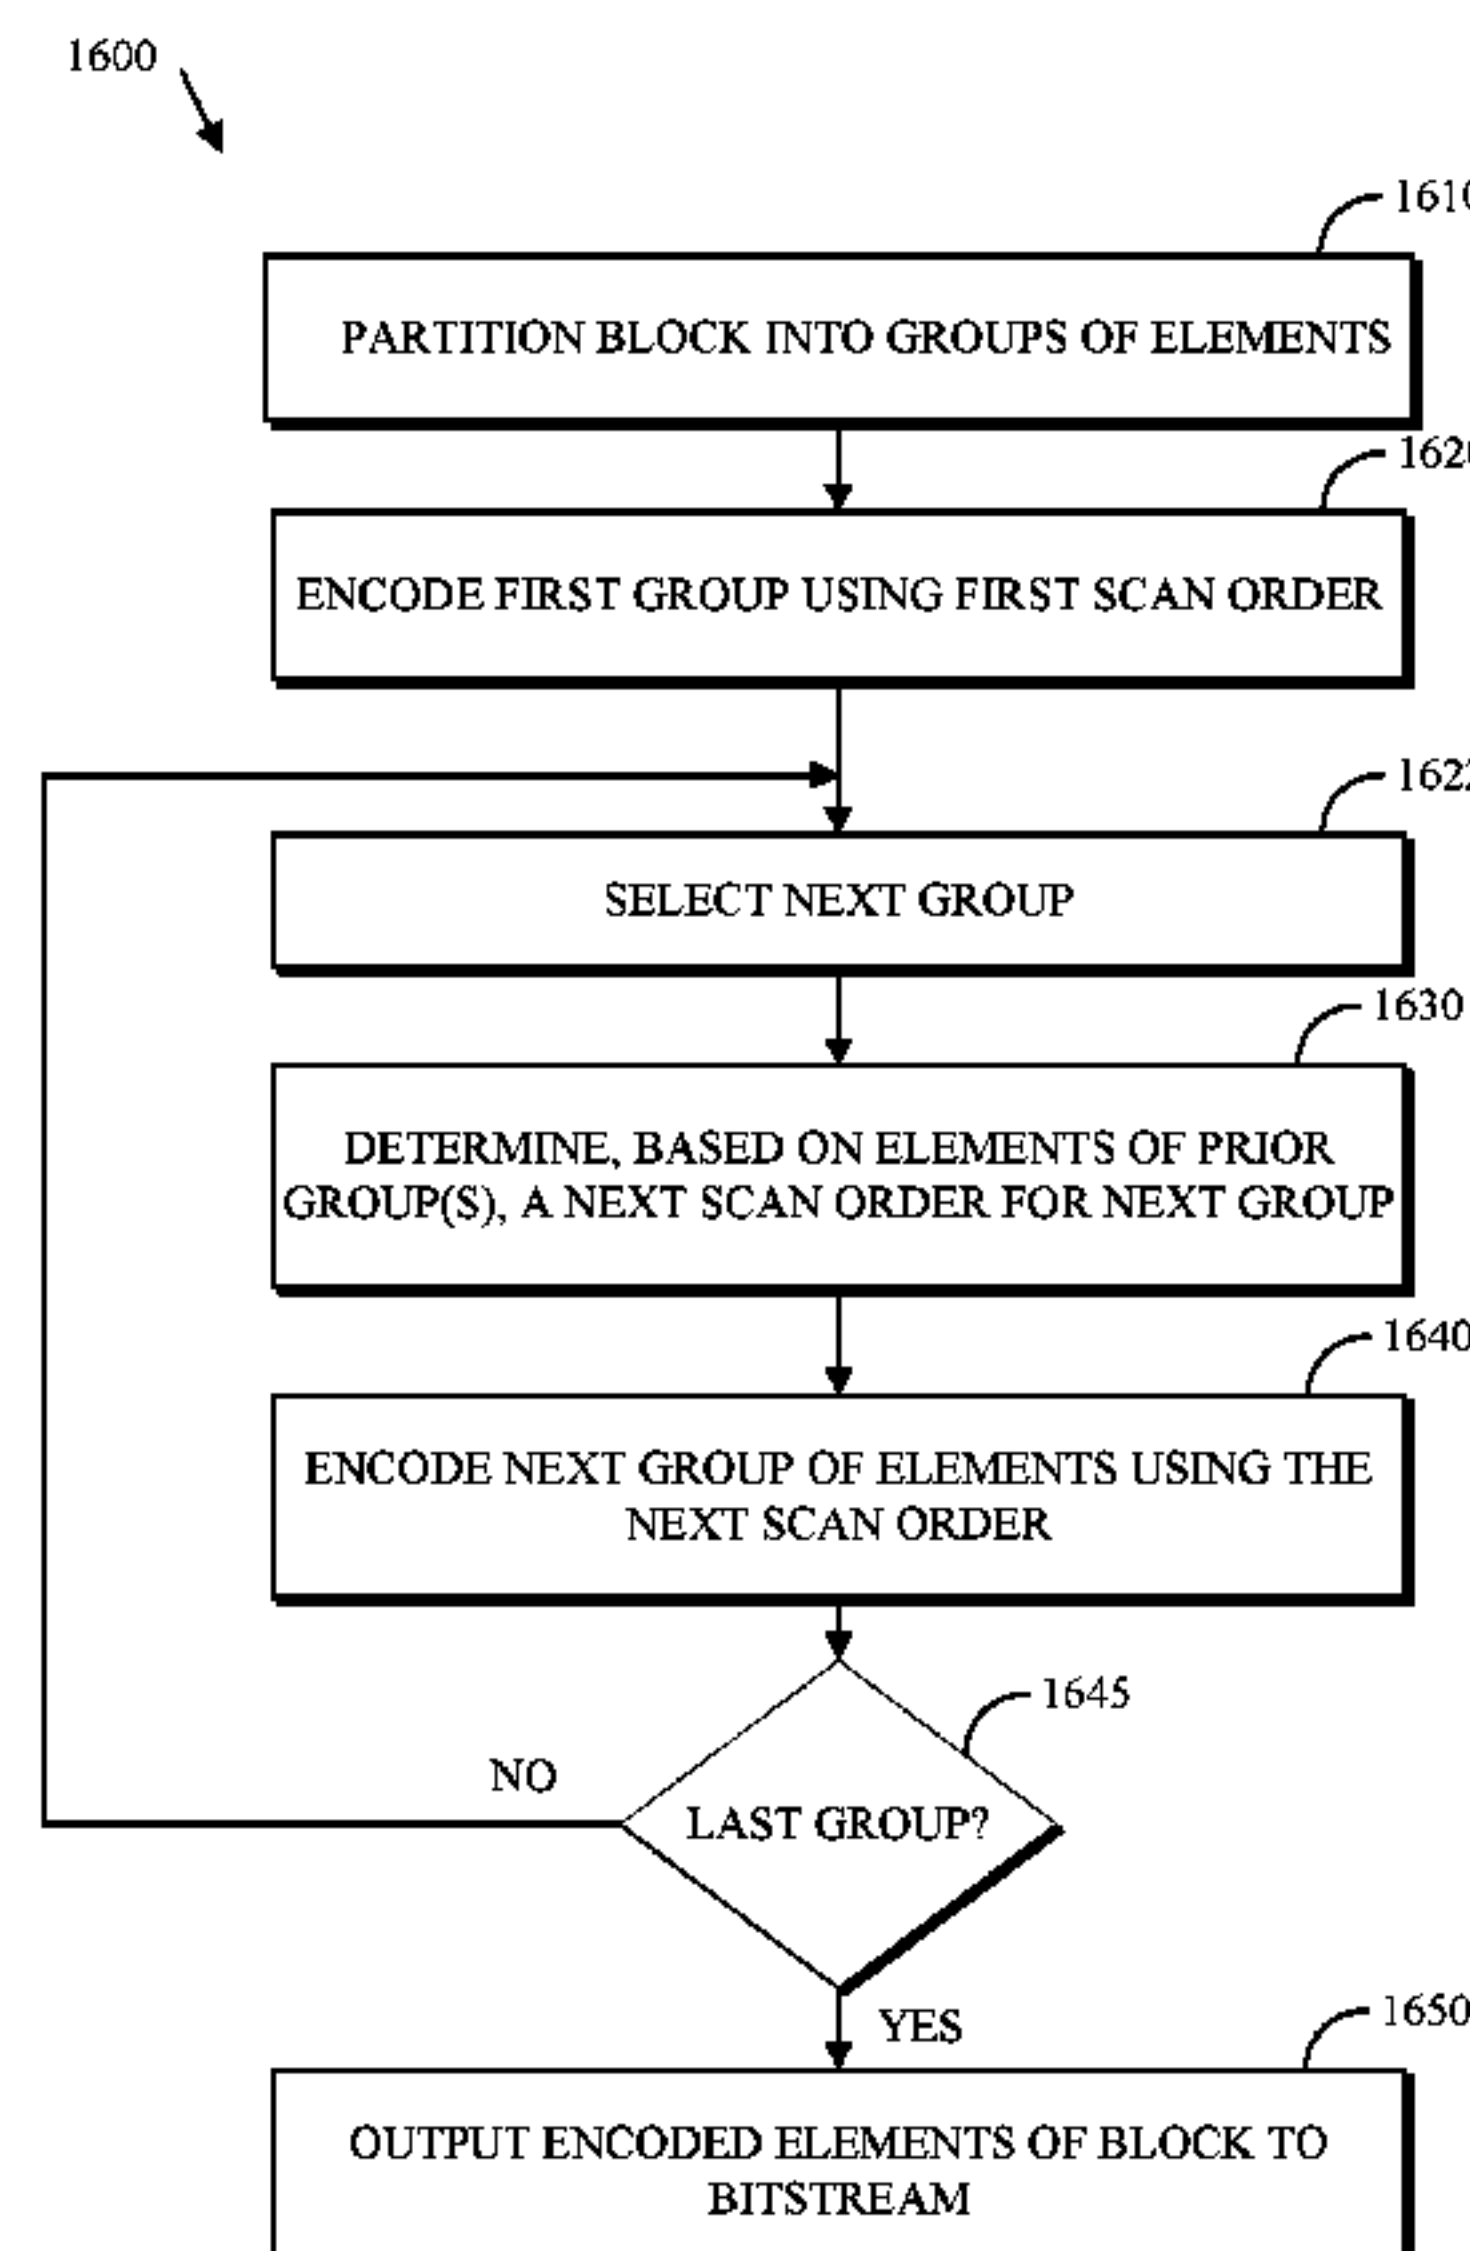 1600
1610
PARTITION BLOCK INTO GROUPS OF ELEMENTS
1620
ENCODE FIRST GROUP USING FIRST SCAN ORDER
1622
SELECT NEXT GROUP
1630
DETERMINE, BASED ON ELEMENTS OF PRIOR
GROUP(S), A NEXT SCAN ORDER FOR NEXT GROUP
1640
ENCODE NEXT GROUP OF ELEMENTS USING THE
NEXT SCAN ORDER
1645
NO
LAST GROUP?
YES
1650
OUTPUT ENCODED ELEMENTS OF BLOCK TO
BITSTREAM